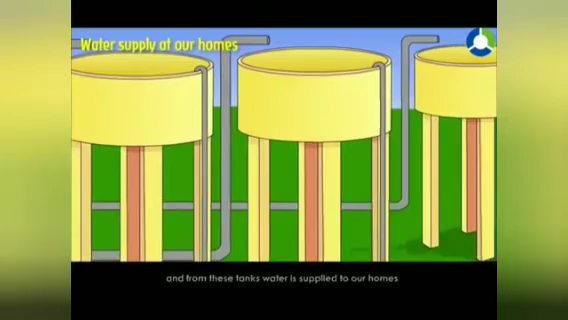 Water supply at our homes
and from these tanks water is supplied to our homes